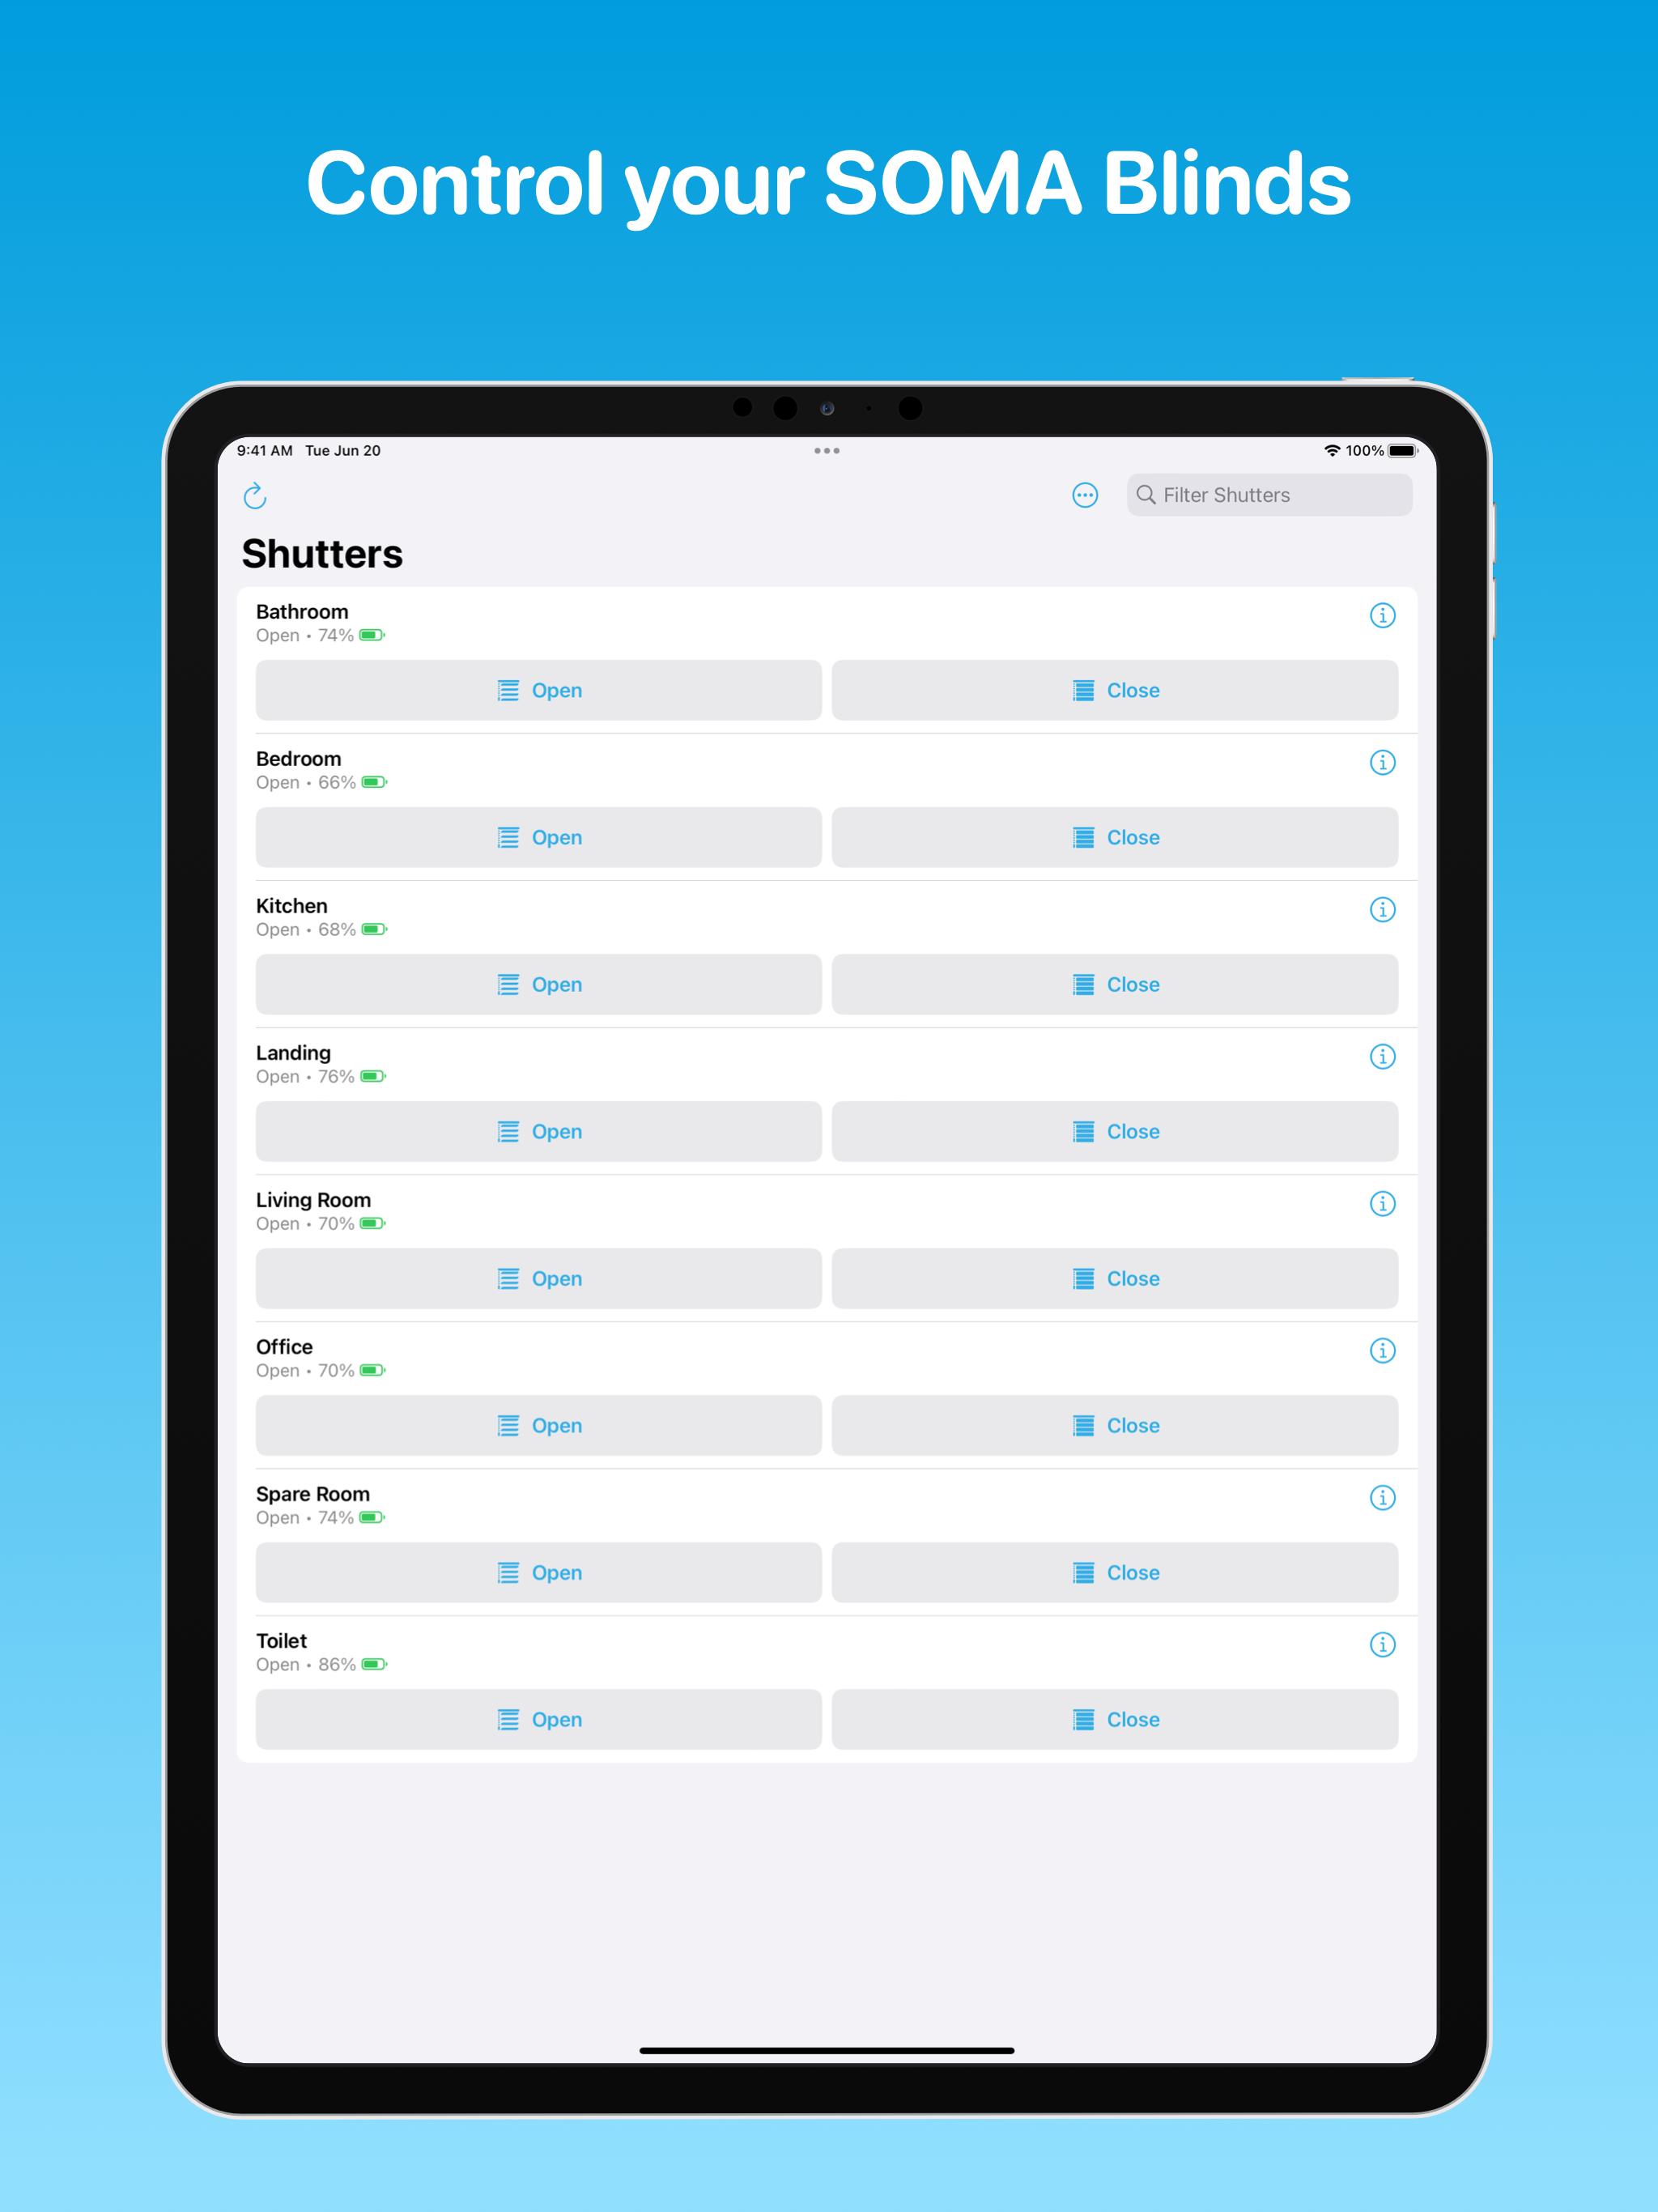 Control your SOMA Blinds
9:41 AM Tue Jun 20
100%
Filter Shutters
Shutters
Bathroom
Open • 74%
Open Close
Bedroom
Open • 66%
Open Close
Kitchen
Open • 68%
Open Close
Landing
Open • 76%
Open Close
Living Room
Open • 70%
Open Close
Office
Open • 70%
Open Close
Spare Room
Open • 74%
Open Close
Toilet
Open • 86%
Open Close